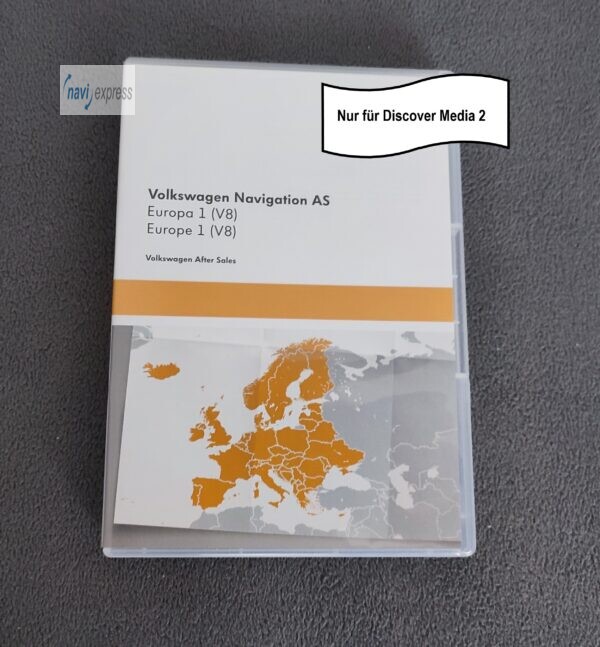 navi express
Nur für Discover Media 2
Volkswagen Navigation AS
Europa 1 (V8)
Europe 1 (V8)
Volkswagen After Sales